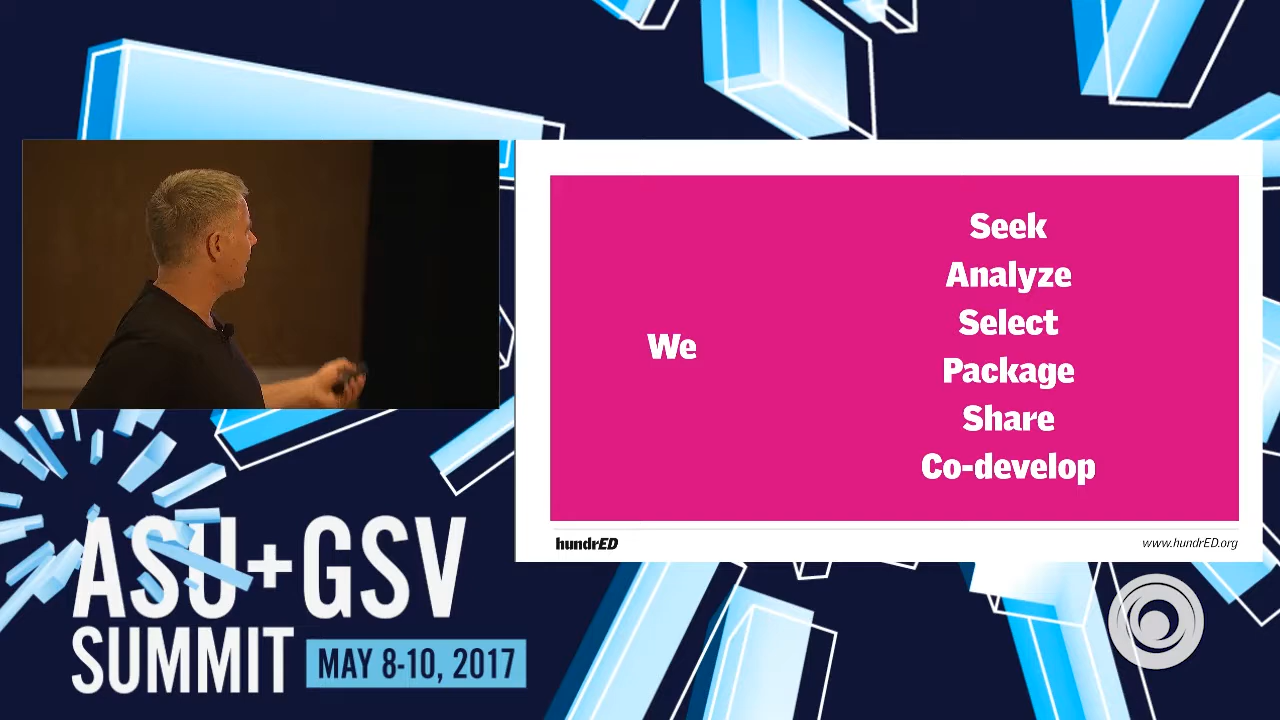 We
Seek
Analyze
Select
Package
Share
Co-develop
hundrED
www.hundrED.org
ASU+GSV
SUMMIT
MAY 8-10, 2017